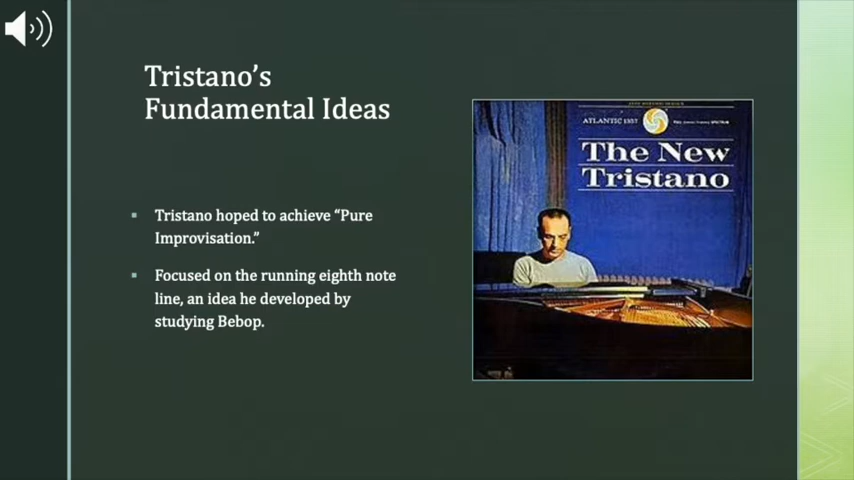 Tristano’s
Fundamental Ideas
Tristano hoped to achieve “Pure
Improvisation.”
Focused on the running eighth note
line, an idea he developed by
studying Bebop.
ATLANTIC 1357
The New
Tristano